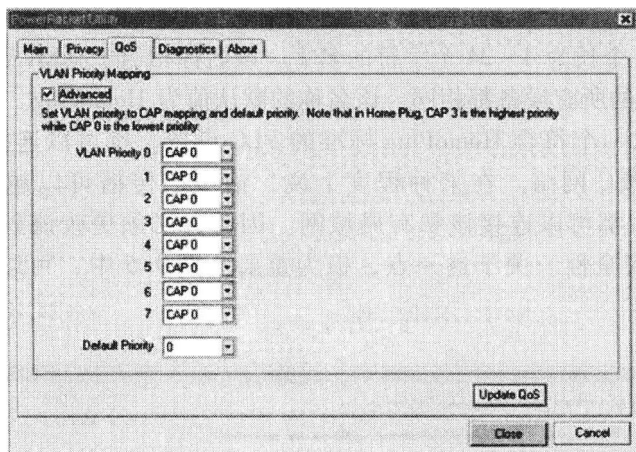 PowerPacket Utility
Main Privacy QoS Diagnostics About
VLAN Priority Mapping
Advanced
Set VLAN priority to CAP mapping and default priority. Note that in Home Plug, CAP 3 is the highest priority
while CAP 0 is the lowest priority
VLAN Priority 0 CAP 0
1 CAP 0
2 CAP 0
3 CAP 0
4 CAP 0
5 CAP 0
6 CAP 0
7 CAP 0
Default Priority 0
Update QoS
Close Cancel